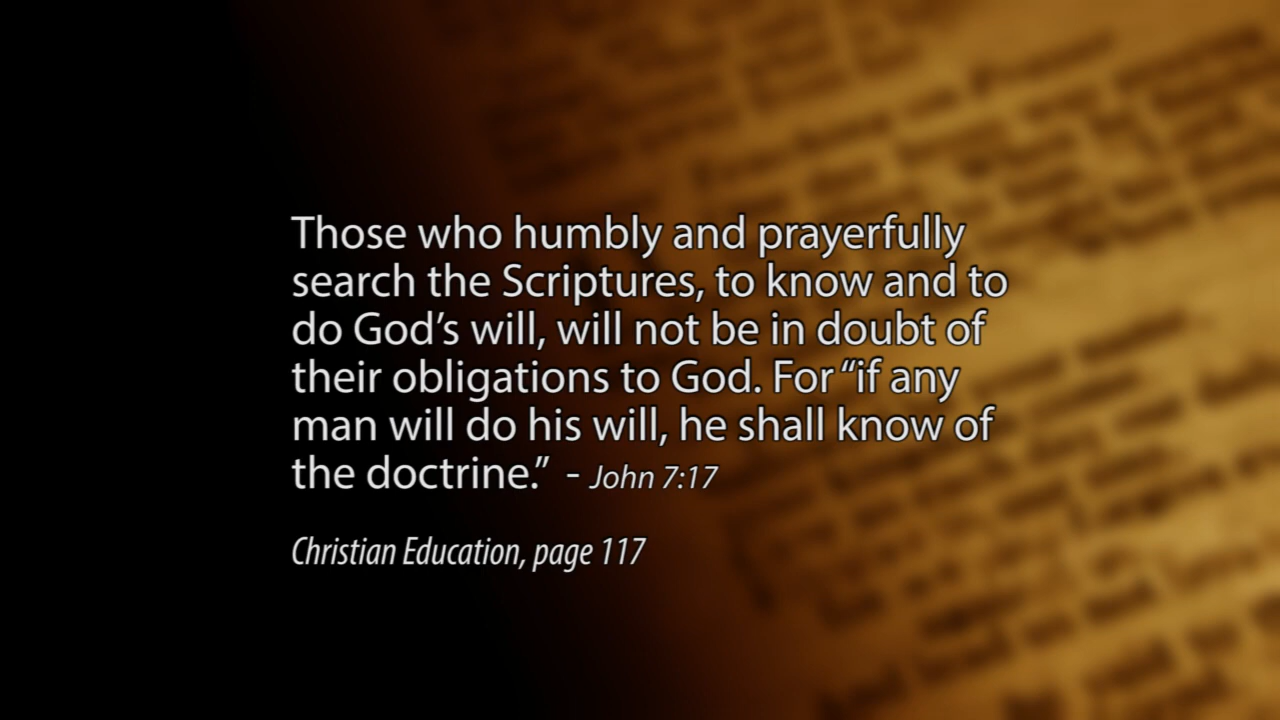 Those who humbly and prayerfully
search the Scriptures, to know and to
do God’s will, will not be in doubt of
their obligations to God. For “if any
man will do his will, he shall know of
the doctrine.” - John 7:17
Christian Education, page 117